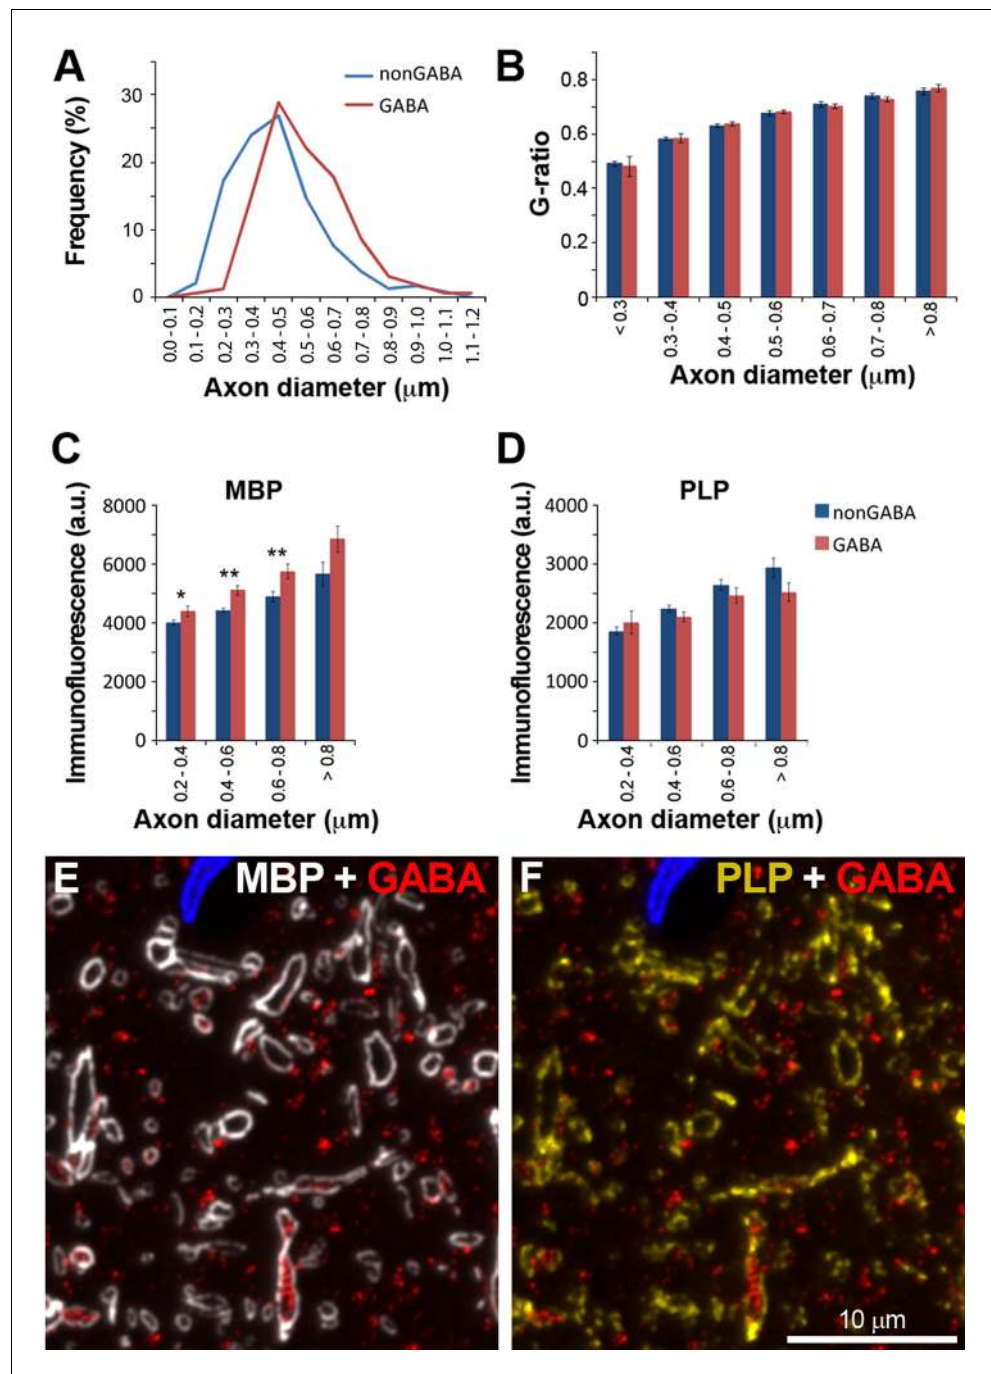 A
nonGABA
GABA
Frequency (%)
30
20
10
0
0.0 - 0.1
0.1 - 0.2
0.2 - 0.3
0.3 - 0.4
0.4 - 0.5
0.5 - 0.6
0.6 - 0.7
0.7 - 0.8
0.8 - 0.9
0.9 - 1.0
1.0 - 1.1
1.1 - 1.2
Axon diameter (μm)
B
G-ratio
0.8
0.6
0.4
0.2
0
< 0.3
0.3 - 0.4
0.4 - 0.5
0.5 - 0.6
0.6 - 0.7
0.7 - 0.8
> 0.8
Axon diameter (μm)
C
MBP
Immunofluorescence (a.u.)
8000
6000
4000
2000
0
*
**
**
0.2 - 0.4
0.4 - 0.6
0.6 - 0.8
> 0.8
Axon diameter (μm)
D
PLP
Immunofluorescence (a.u.)
4000
3000
2000
1000
0
nonGABA
GABA
0.2 - 0.4
0.4 - 0.6
0.6 - 0.8
> 0.8
Axon diameter (μm)
E
MBP + GABA
F
PLP + GABA
10 μm